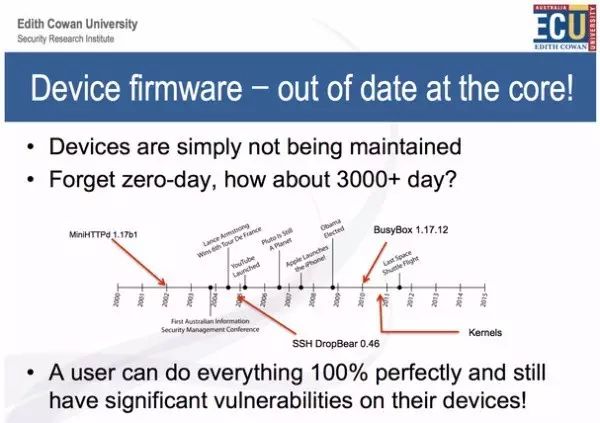 Edith Cowan University
Security Research Institute
AUSTRALIA
ECU
EDITH COWAN
UNIVERSITY
Device firmware – out of date at the core!
• Devices are simply not being maintained
• Forget zero-day, how about 3000+ day?
MiniHTTPd 1.17b1
Lance Armstrong
Wins 6th Tour De France
YouTube
Launched
Pluto Is Still
A Planet
Apple Launches
the iPhone!
Obama
Elected
BusyBox 1.17.12
Last Space
Shuttle Flight
2000 2001 2002 2003 2004 2005 2006 2007 2008 2009 2010 2011 2012 2013 2014 2015
First Australian Information
Security Management Conference
SSH DropBear 0.46
Kernels
• A user can do everything 100% perfectly and still
have significant vulnerabilities on their devices!